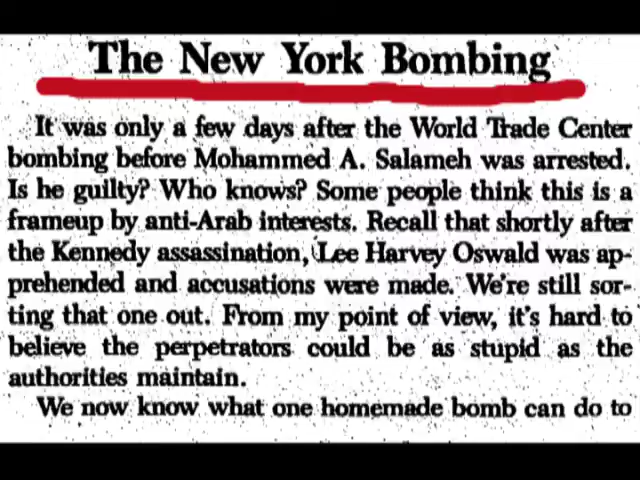 The New York Bombing
It was only a few days after the World Trade Center
bombing before Mohammed A. Salameh was arrested.
Is he guilty? Who knows? Some people think this is a
frameup by anti-Arab interests. Recall that shortly after
the Kennedy assassination, Lee Harvey Oswald was ap-
prehended and accusations were made. We're still sor-
ting that one out. From my point of view, it's hard to
believe the perpetrators could be as stupid as the
authorities maintain.
We now know what one homemade bomb can do to